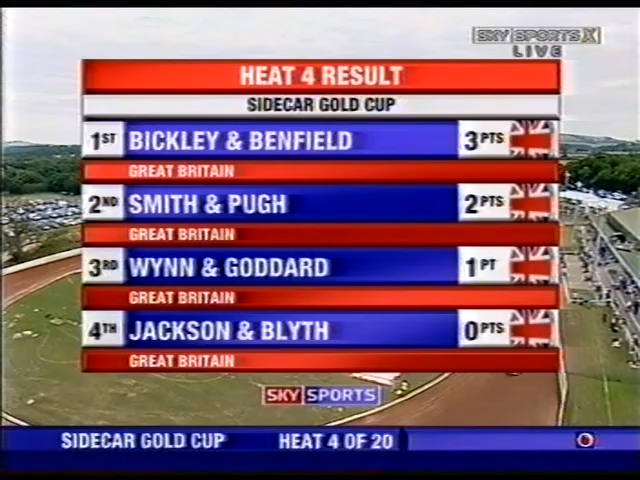 SKY SPORTS X
LIVE
HEAT 4 RESULT
SIDECAR GOLD CUP
1ST BICKLEY & BENFIELD 3 PTS
GREAT BRITAIN
2ND SMITH & PUGH 2 PTS
GREAT BRITAIN
3RD WYNN & GODDARD 1 PT
GREAT BRITAIN
4TH JACKSON & BLYTH 0 PTS
GREAT BRITAIN
SKY SPORTS
SIDECAR GOLD CUP HEAT 4 OF 20